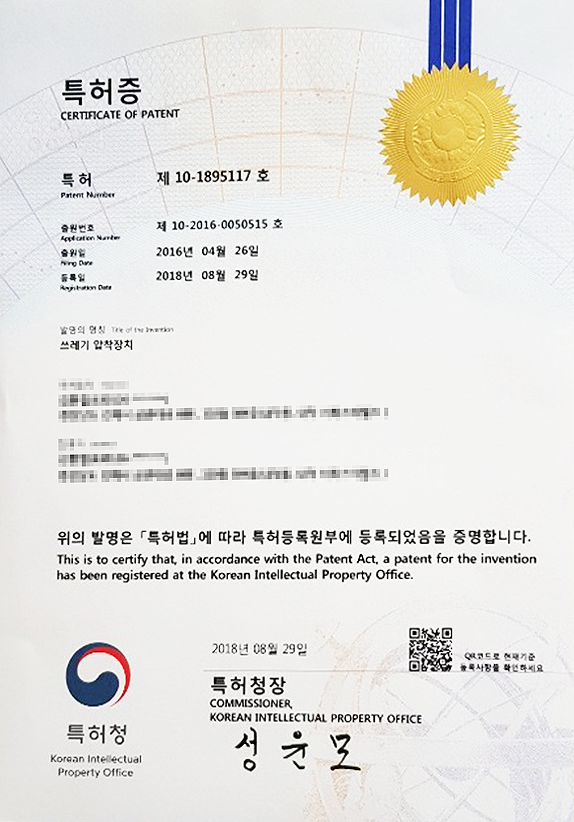 특허증
CERTIFICATE OF PATENT
특허 제 10-1895117 호
Patent Number
출원번호 제 10-2016-0050515 호
Application Number
출원일 2016년 04월 26일
Filing Date
등록일 2018년 08월 29일
Registration Date
발명의 명칭 Title of the Invention
쓰레기 압착장치
위의 발명은 「특허법」에 따라 특허등록원부에 등록되었음을 증명합니다.
This is to certify that, in accordance with the Patent Act, a patent for the invention
has been registered at the Korean Intellectual Property Office.
2018년 08월 29일
QR코드로 현재기준
등록사항을 확인하세요
특허청장
COMMISSIONER,
KOREAN INTELLECTUAL PROPERTY OFFICE
성윤모
특허청
Korean Intellectual
Property Office